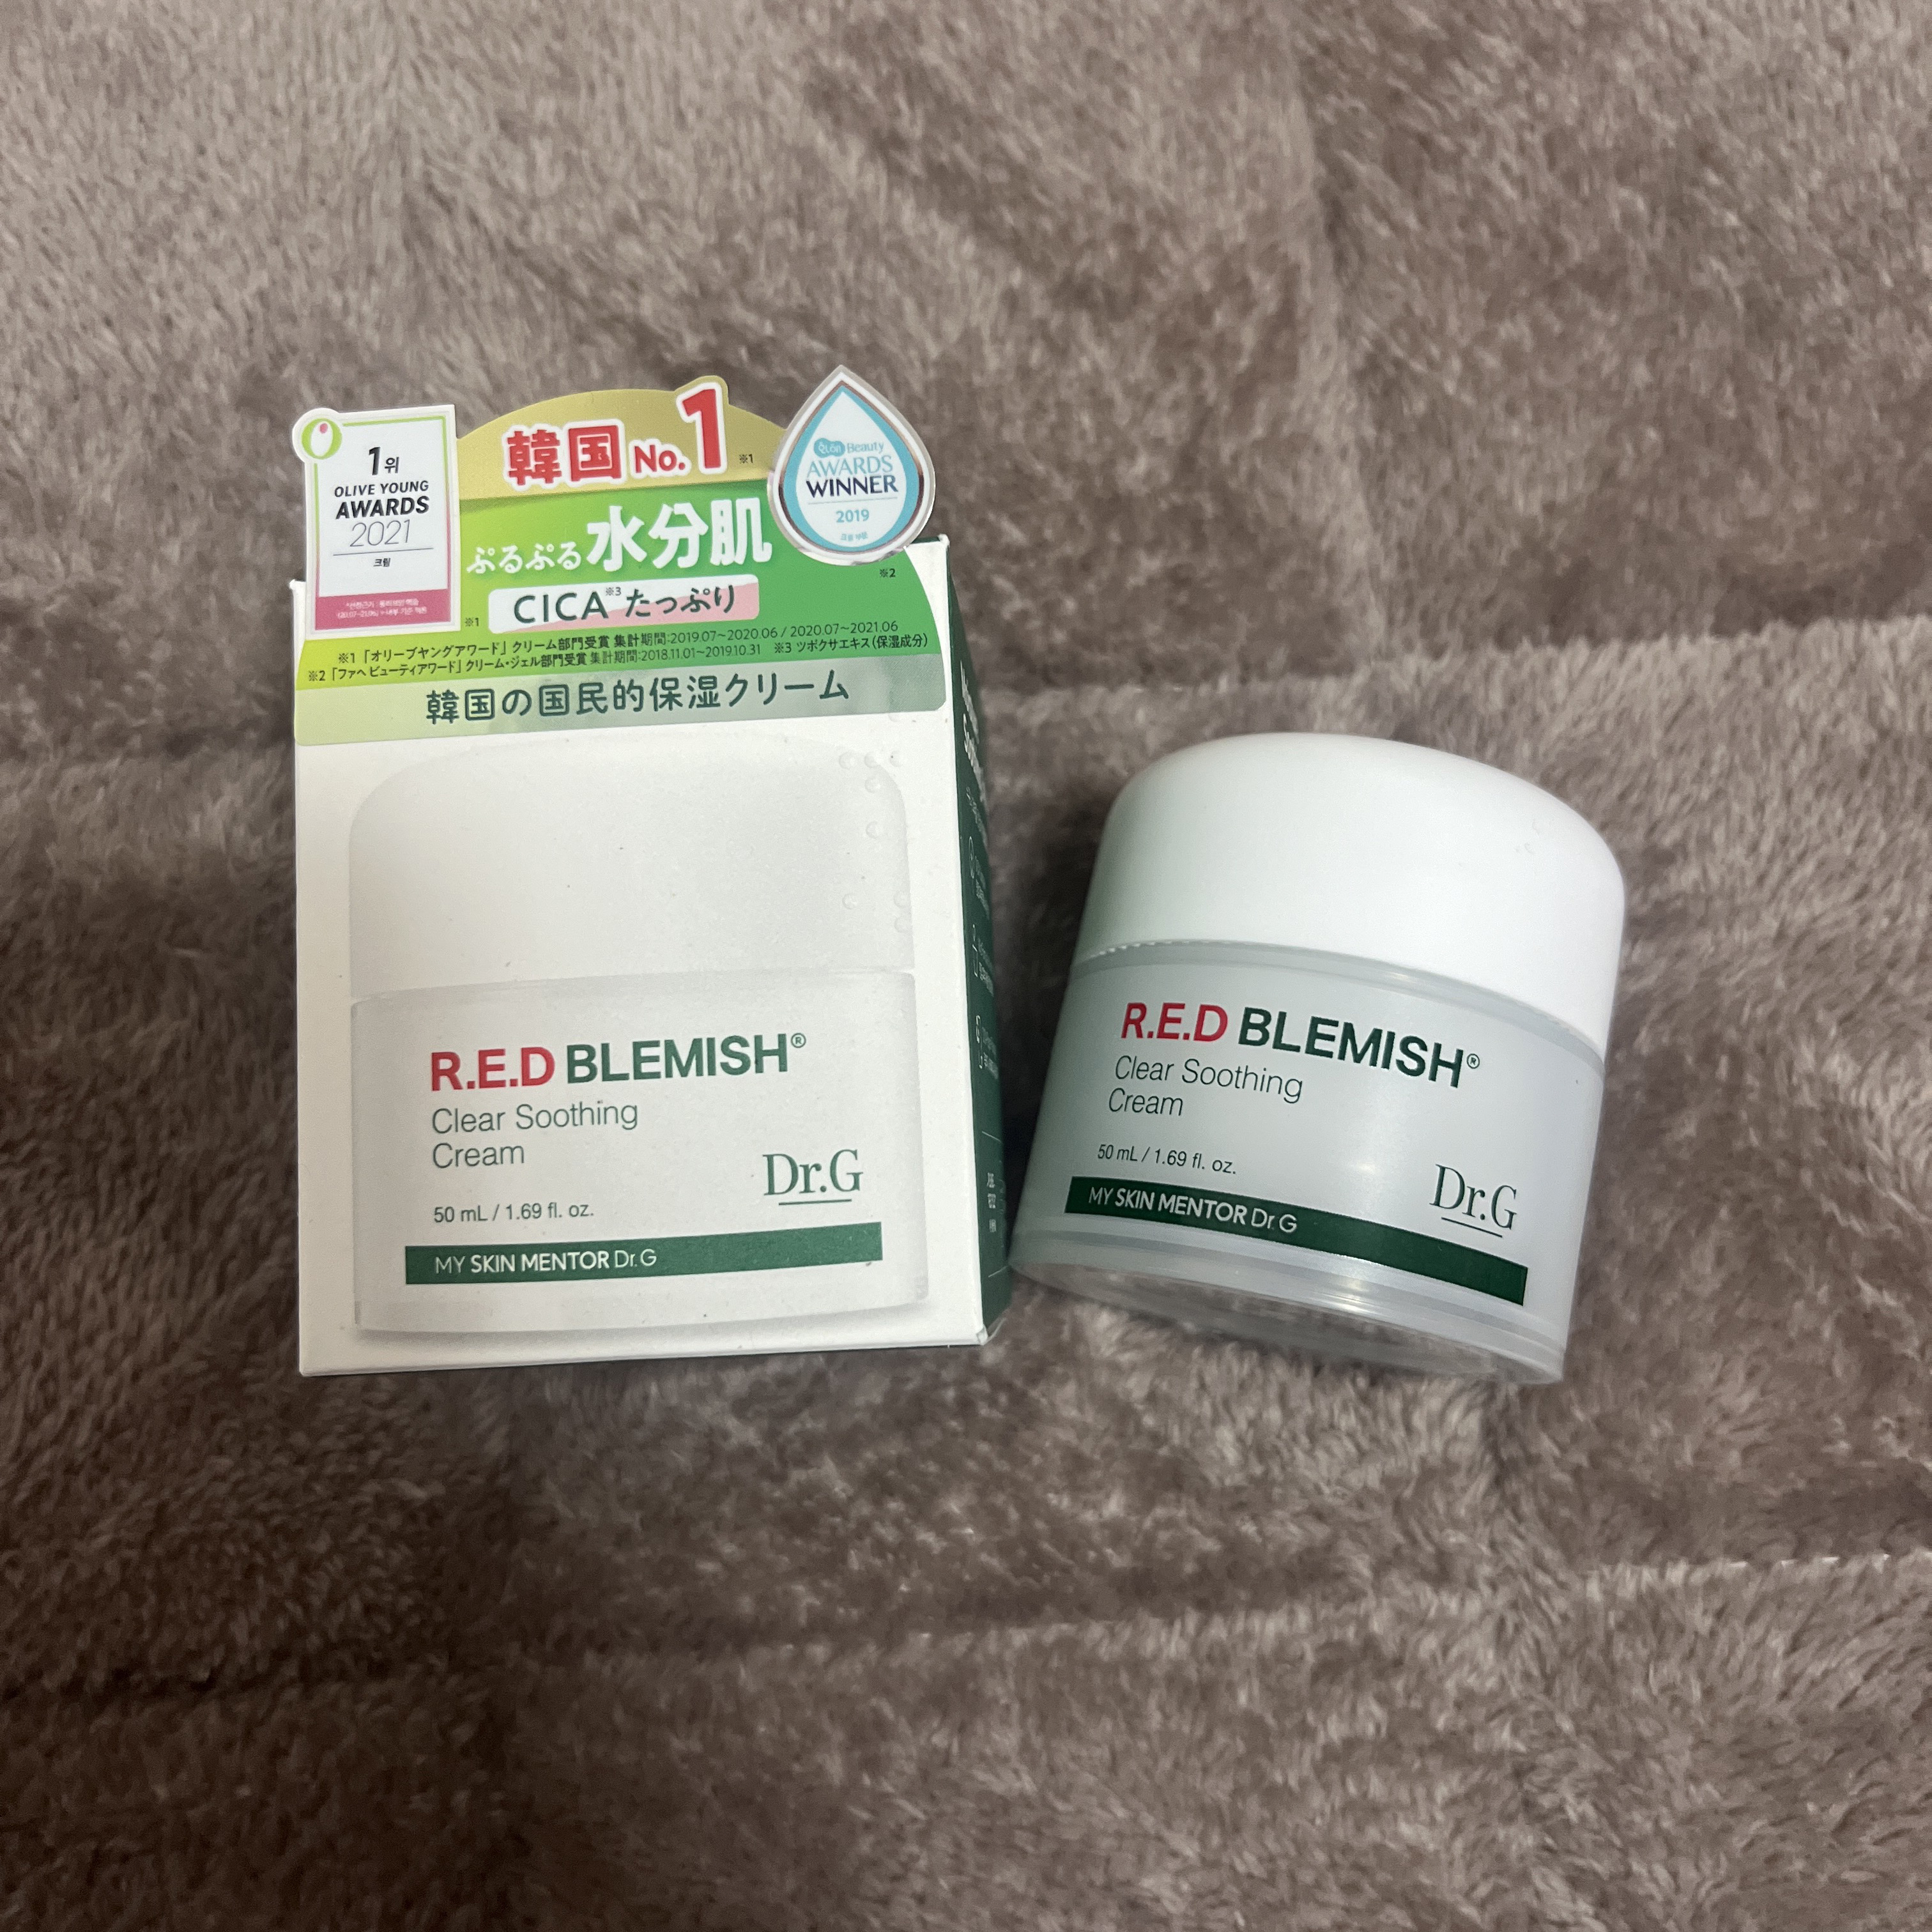 韓国No.1 ※1
1위
OLIVE YOUNG
AWARDS
2021
크림
※1
Beauty
AWARDS
WINNER
2019
※2
ぷるぷる水分肌
CICA※3たっぷり
※1「オリーブヤングアワード」クリーム部門受賞 集計期間:2019.07~2020.06 / 2020.07~2021.06
※2「ファヘビューティアワード」クリーム・ジェル部門受賞 集計期間:2018.11.01~2019.10.31 ※3 ツボクサエキス(保湿成分)
韓国の国民的保湿クリーム
R.E.D BLEMISH®
Clear Soothing
Cream
50 mL / 1.69 fl. oz.
Dr.G
MY SKIN MENTOR Dr.G
R.E.D BLEMISH®
Clear Soothing
Cream
50 mL / 1.69 fl. oz.
Dr.G
MY SKIN MENTOR Dr.G